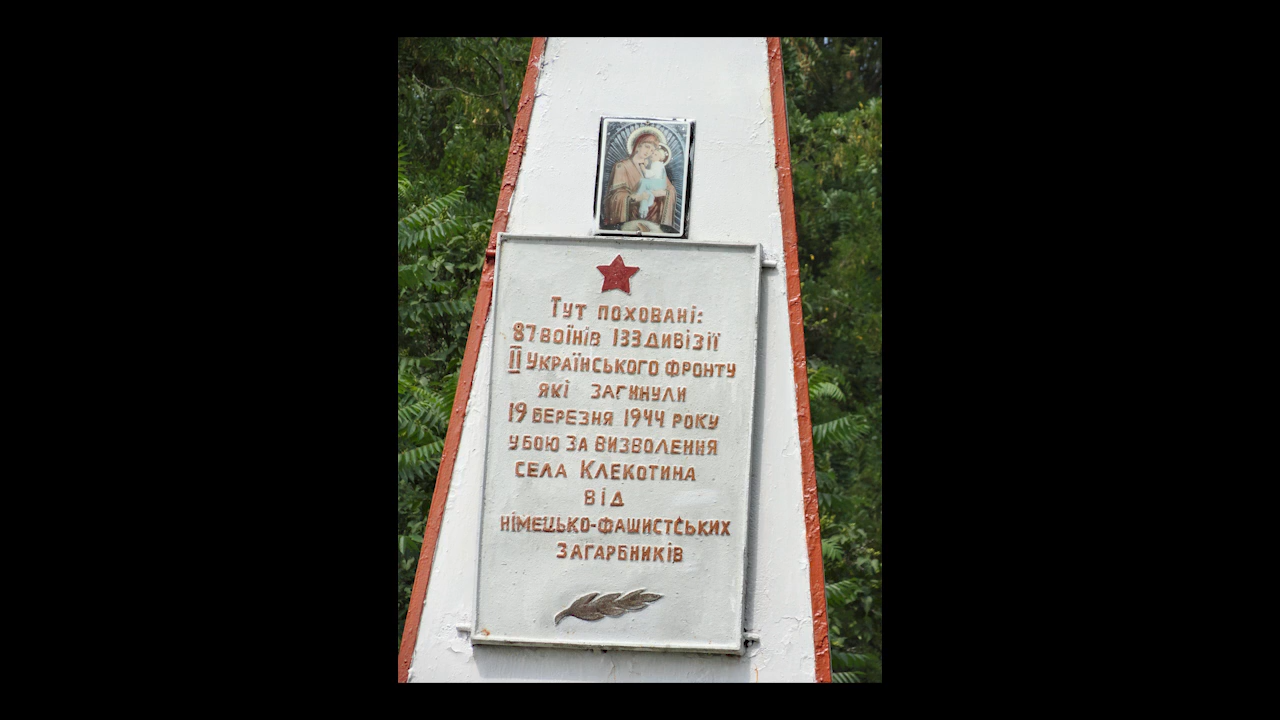 Тут поховані:
87 воїнів 133 дивізії
II Українського фронту
які загинули
19 березня 1944 року
у бою за визволення
села Клекотина
від
німецько-фашистських
загарбників